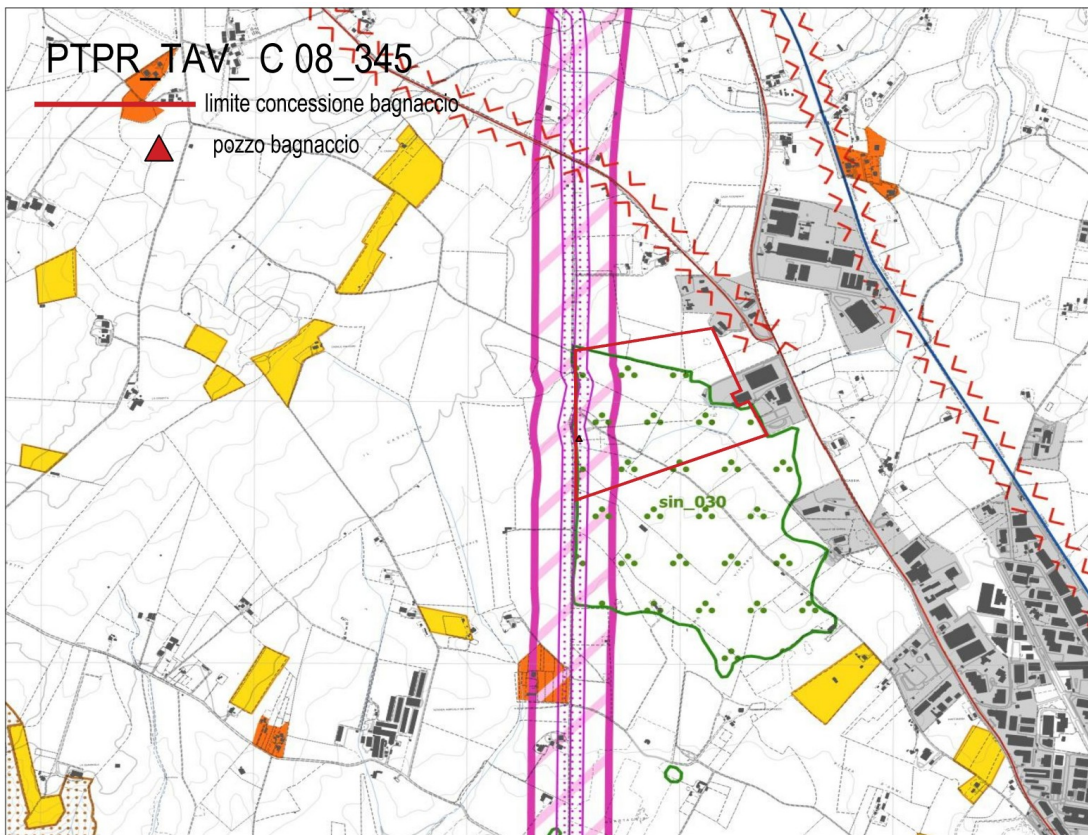 PTPR_TAV_ C 08_345
limite concessione bagnaccio
pozzo bagnaccio
sin_030